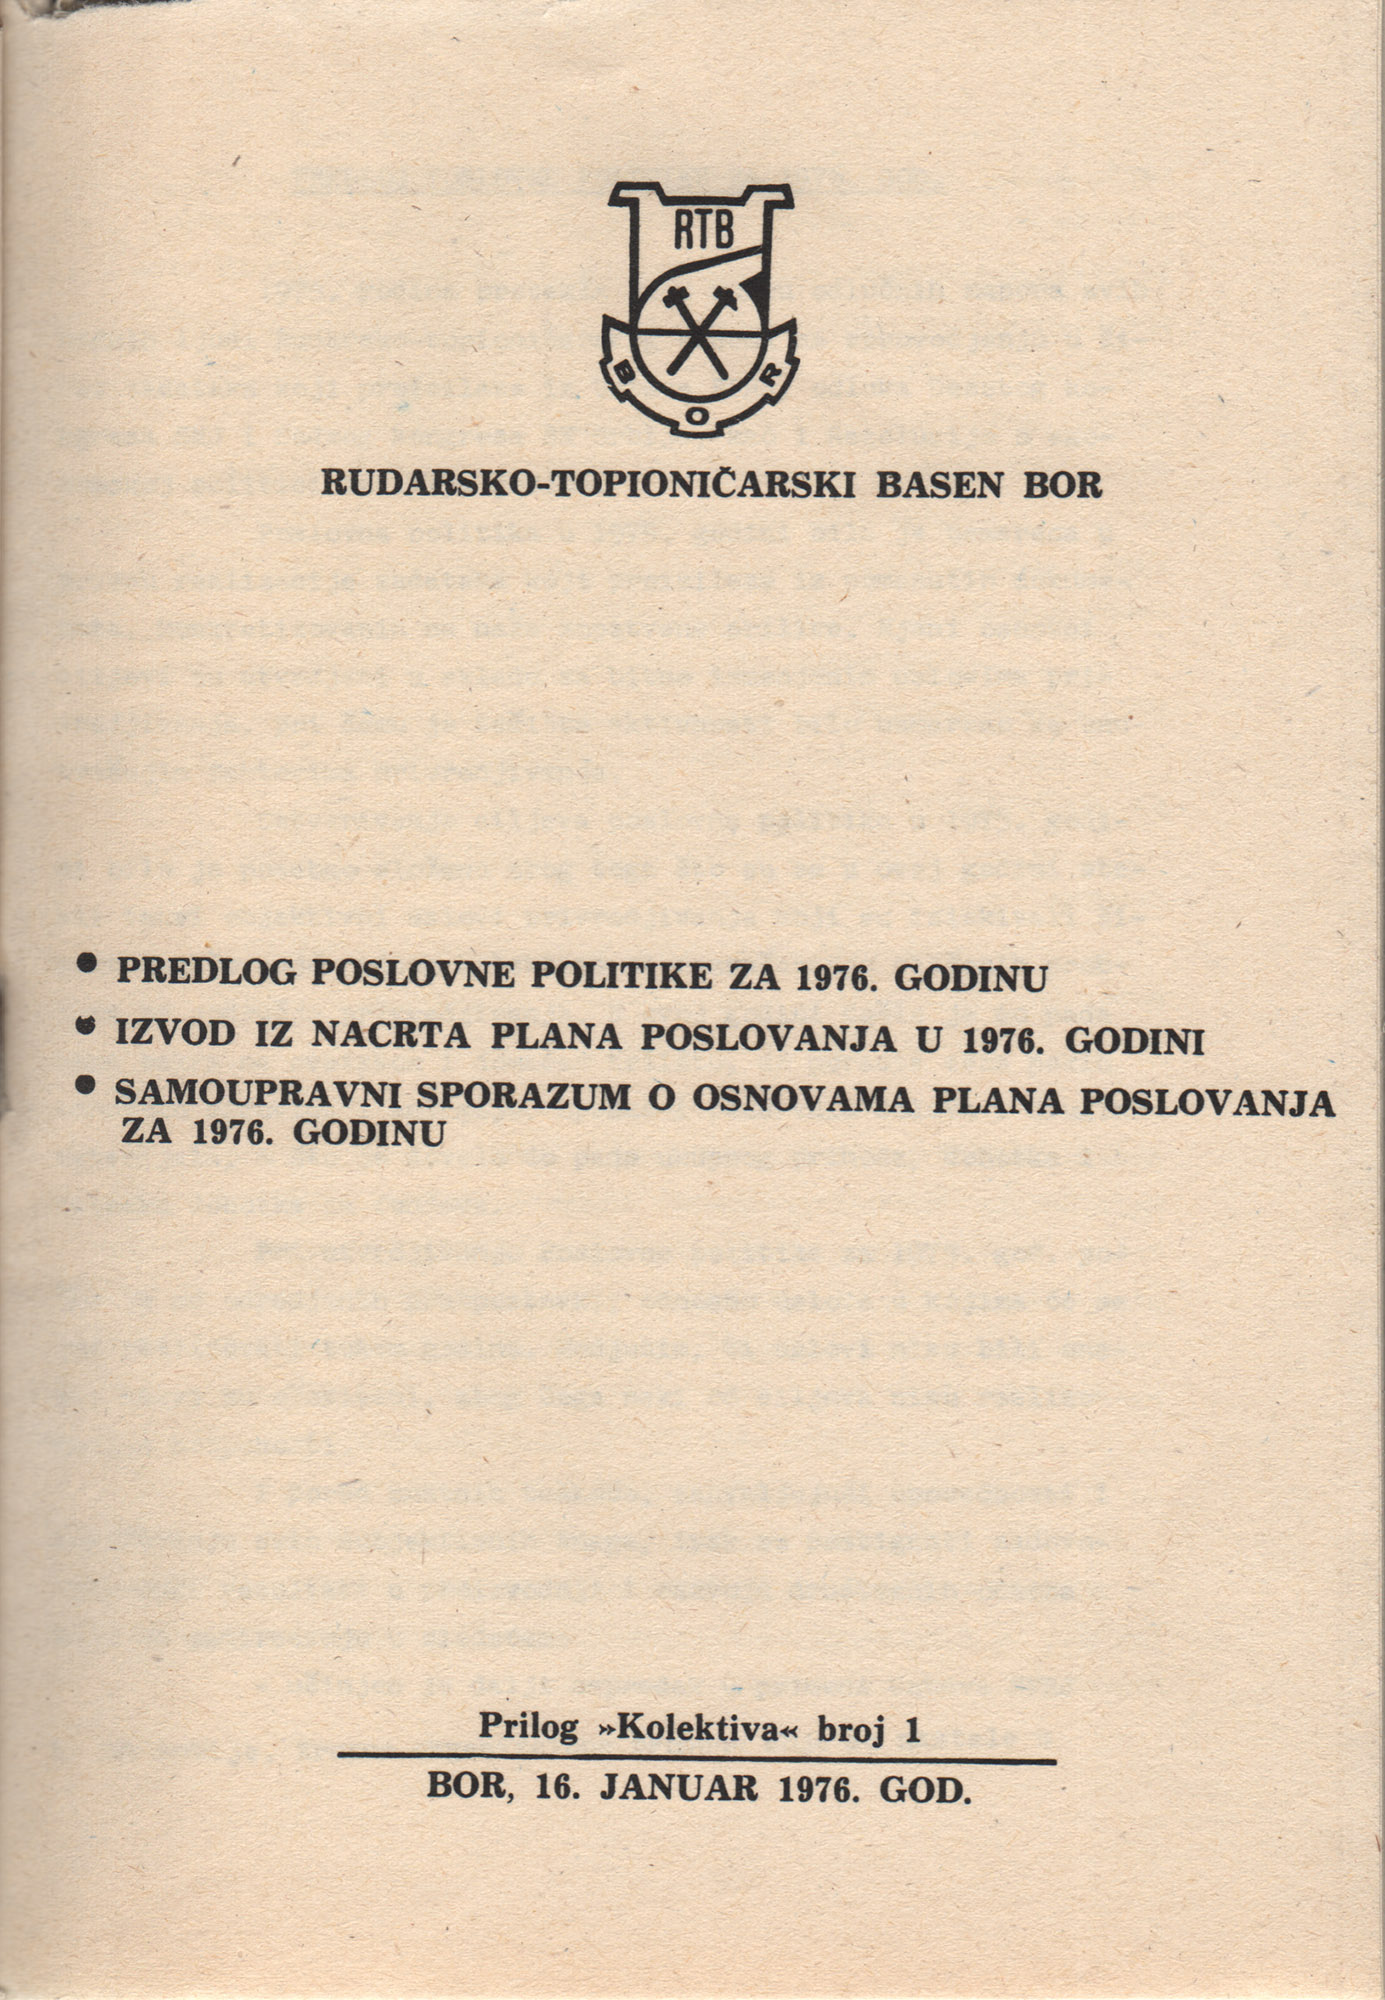 RTB
BOR
RUDARSKO-TOPIONIČARSKI BASEN BOR
• PREDLOG POSLOVNE POLITIKE ZA 1976. GODINU
• IZVOD IZ NACRTA PLANA POSLOVANJA U 1976. GODINI
• SAMOUPRAVNI SPORAZUM O OSNOVAMA PLANA POSLOVANJA
ZA 1976. GODINU
Prilog »Kolektiva« broj 1
BOR, 16. JANUAR 1976. GOD.